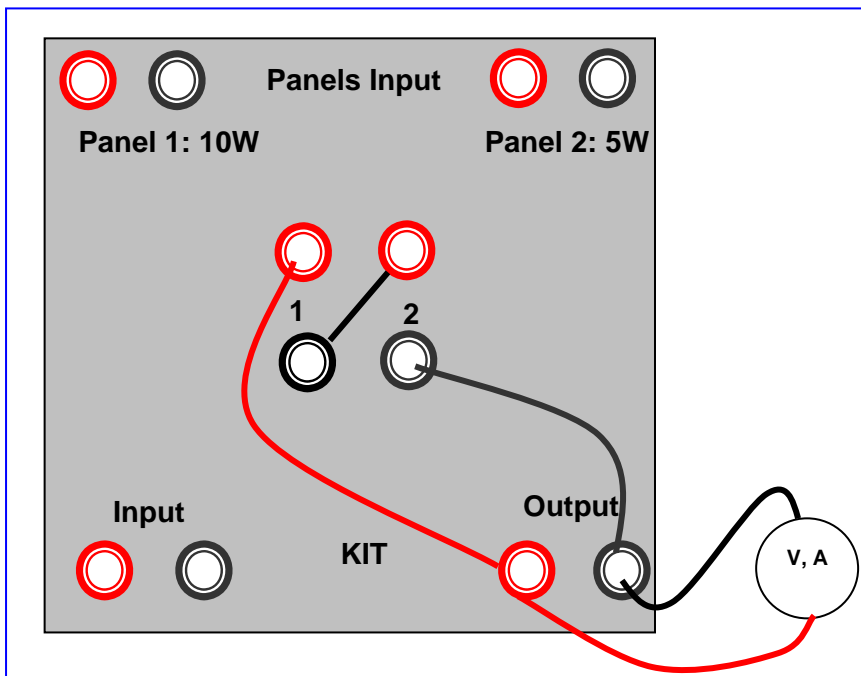 Panels Input
Panel 1: 10W
Panel 2: 5W
1
2
Input
Output
KIT
V, A